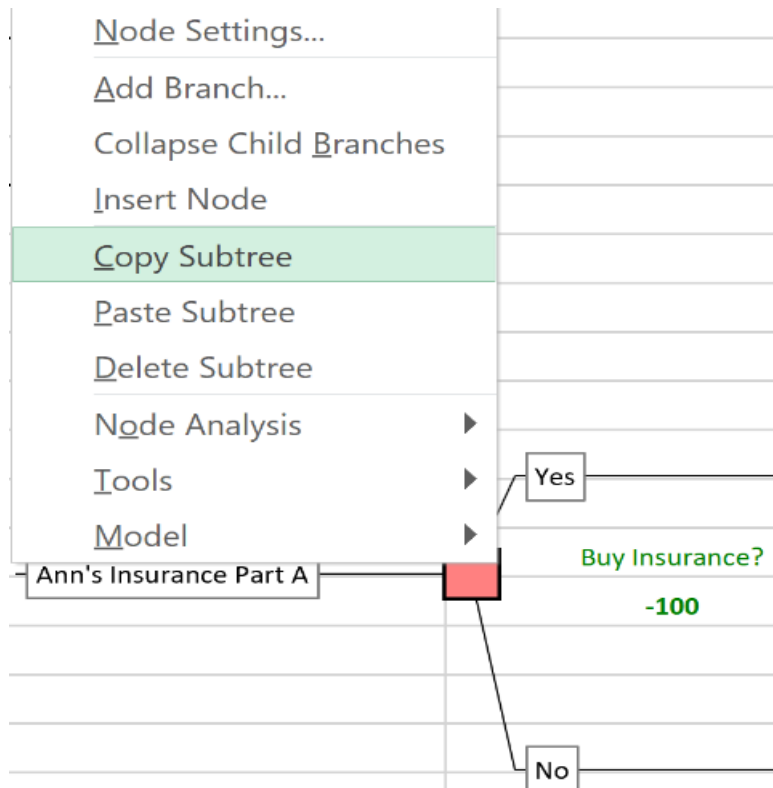 Node Settings...
Add Branch...
Collapse Child Branches
Insert Node
Copy Subtree
Paste Subtree
Delete Subtree
Node Analysis
Tools
Model
Yes
Buy Insurance?
Ann's Insurance Part A
-100
No